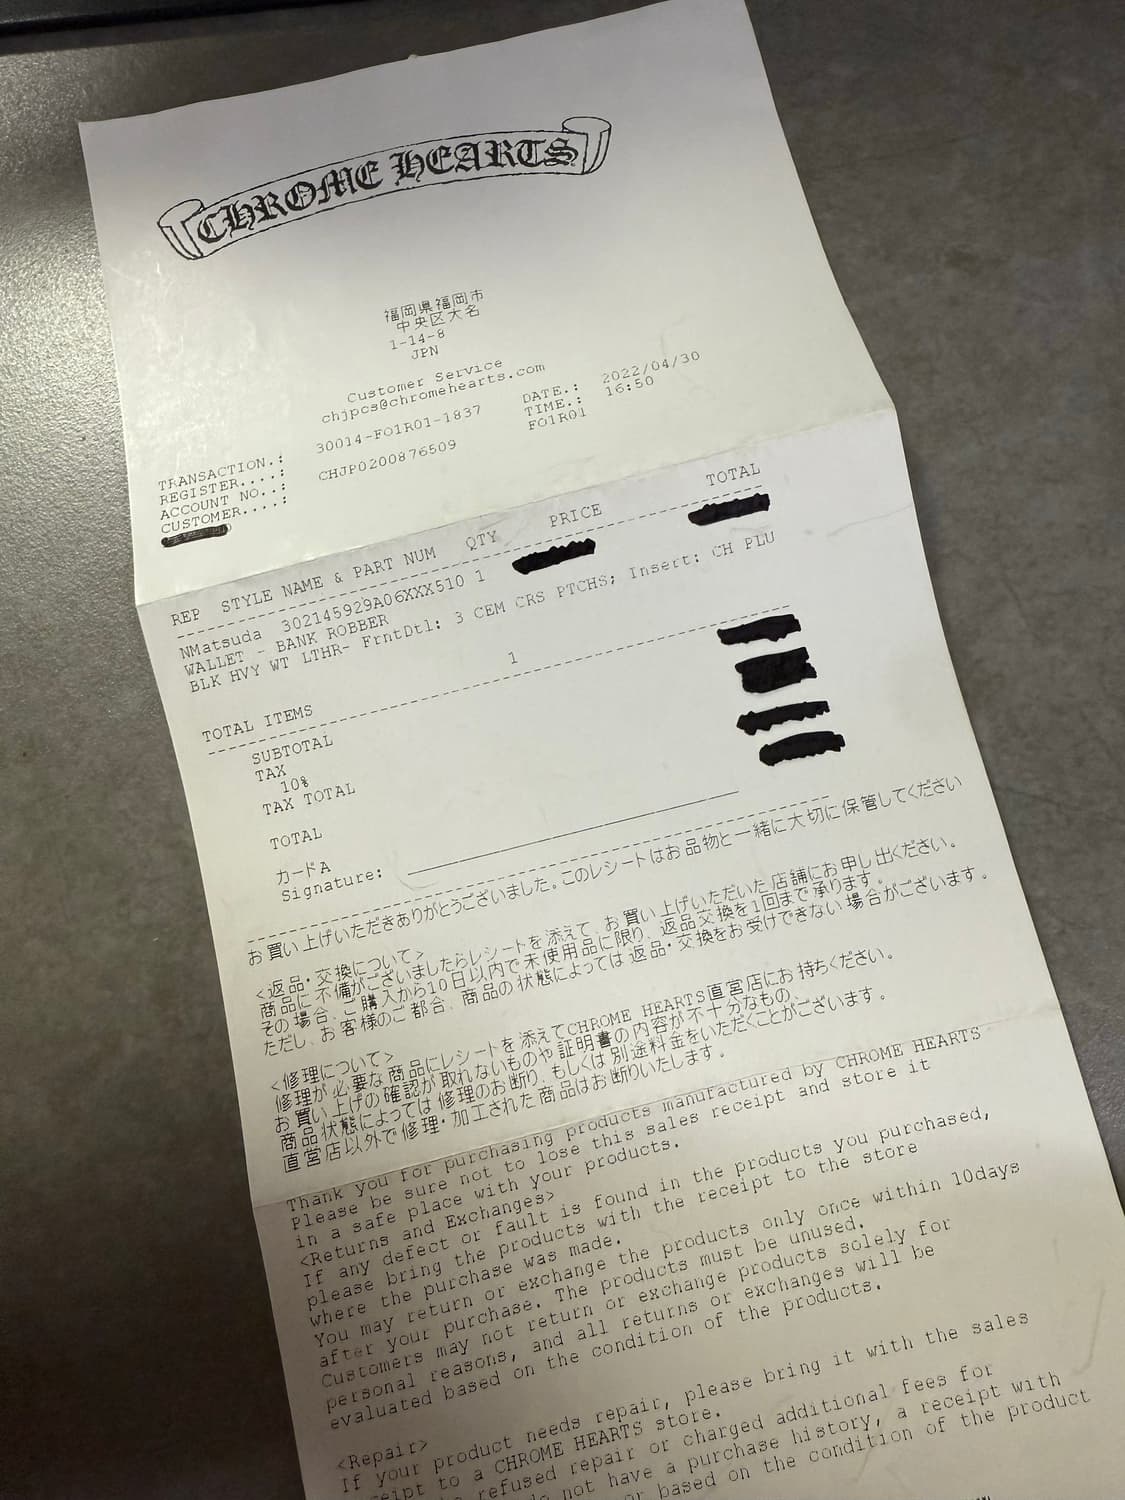 CHROME HEARTS
福岡県福岡市
中央区大名
1-14-8
JPN
Customer Service
chjpcs@chromehearts.com
TRANSACTION.: 30014-F01R01-1837 DATE.: 2022/04/30
REGISTER....: TIME.: 16:50
ACCOUNT NO..: CHJP0200876509 F01R01
CUSTOMER....:
REP STYLE NAME & PART NUM QTY PRICE TOTAL
NMatsuda 302145929A06XXX510 1
WALLET - BANK ROBBER
BLK HVY WT LTHR- FrntDtl: 3 CEM CRS PTCHS; Insert: CH PLU
TOTAL ITEMS 1
SUBTOTAL
TAX
10%
TAX TOTAL
TOTAL
カードA
Signature:
お買い上げいただきありがとうございました。このレシートはお品物と一緒に大切に保管してください
<返品・交換について>
商品に不備がございましたらレシートを添えて、お買い上げいただいた店舗にお申し出ください。
その場合、ご購入から10日以内で未使用品に限り、返品交換を1回まで承ります。
ただし、お客様のご都合、商品の状態によっては返品・交換をお受けできない場合がございます。
<修理について>
修理が必要な商品にレシートを添えてCHROME HEARTS直営店にお持ちください。
お買い上げの確認が取れないものや証明書の内容が不十分なもの、
商品状態によっては修理のお断り、もしくは別途料金をいただくことがございます。
直営店以外で修理・加工された商品はお断りいたします。
Thank you for purchasing products manufactured by CHROME HEARTS
Please be sure not to lose this sales receipt and store it
in a safe place with your products.
<Returns and Exchanges>
If any defect or fault is found in the products you purchased,
please bring the products with the receipt to the store
where the purchase was made.
You may return or exchange the products only once within 10days
after your purchase. The products must be unused.
Customers may not return or exchange products solely for
personal reasons, and all returns or exchanges will be
evaluated based on the condition of the products.
<Repair>
If your product needs repair, please bring it with the sales
receipt to a CHROME HEARTS store.
refused repair or charged additional fees for
do not have a purchase history, a receipt with
or based on the condition of the product